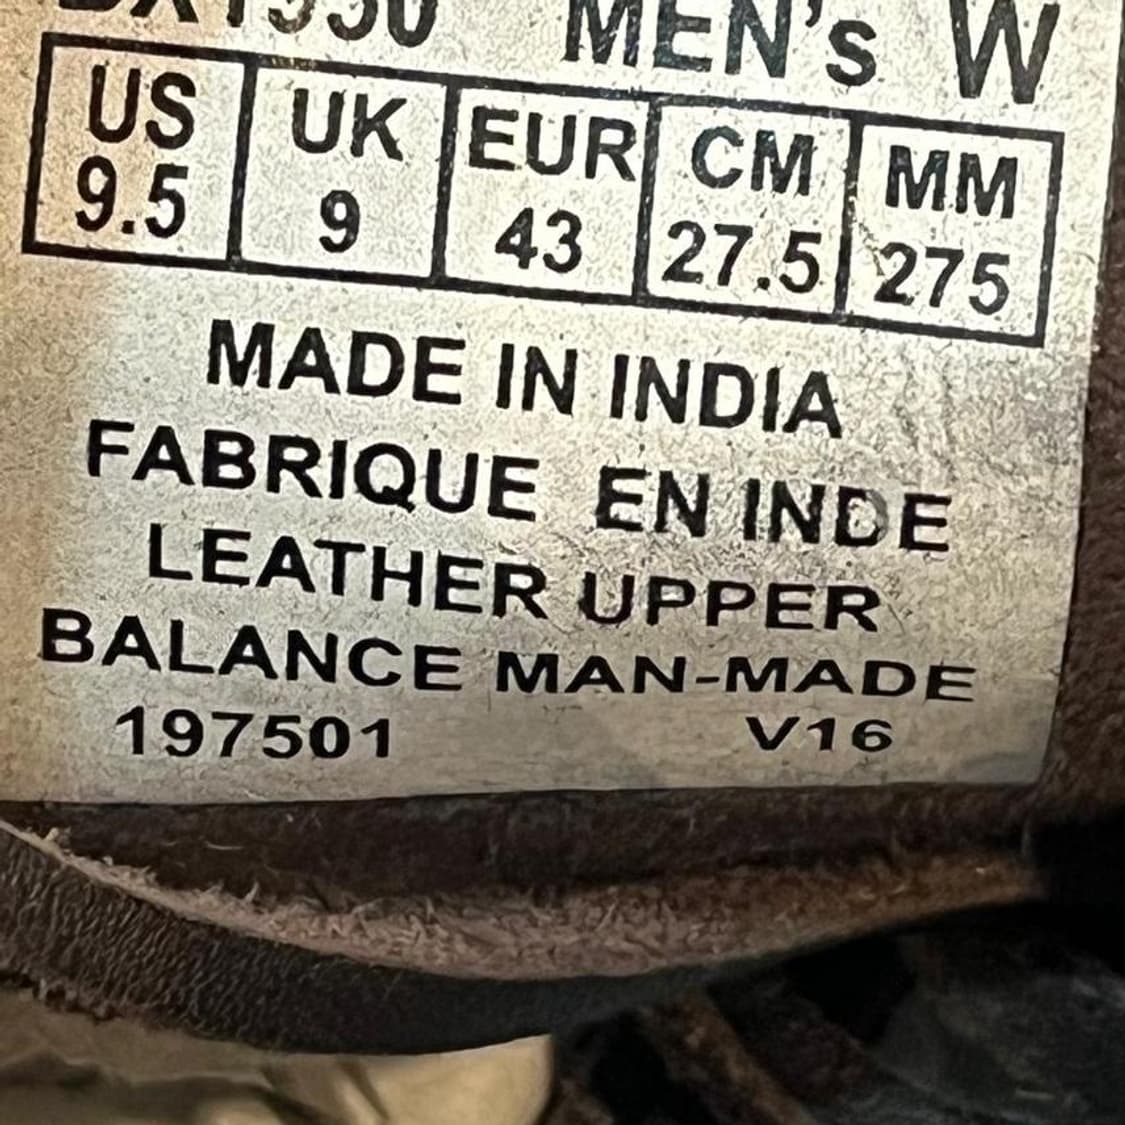 MEN's W
US UK EUR CM MM
9.5 9 43 27.5 275
MADE IN INDIA
FABRIQUE EN INDE
LEATHER UPPER
BALANCE MAN-MADE
197501 V16